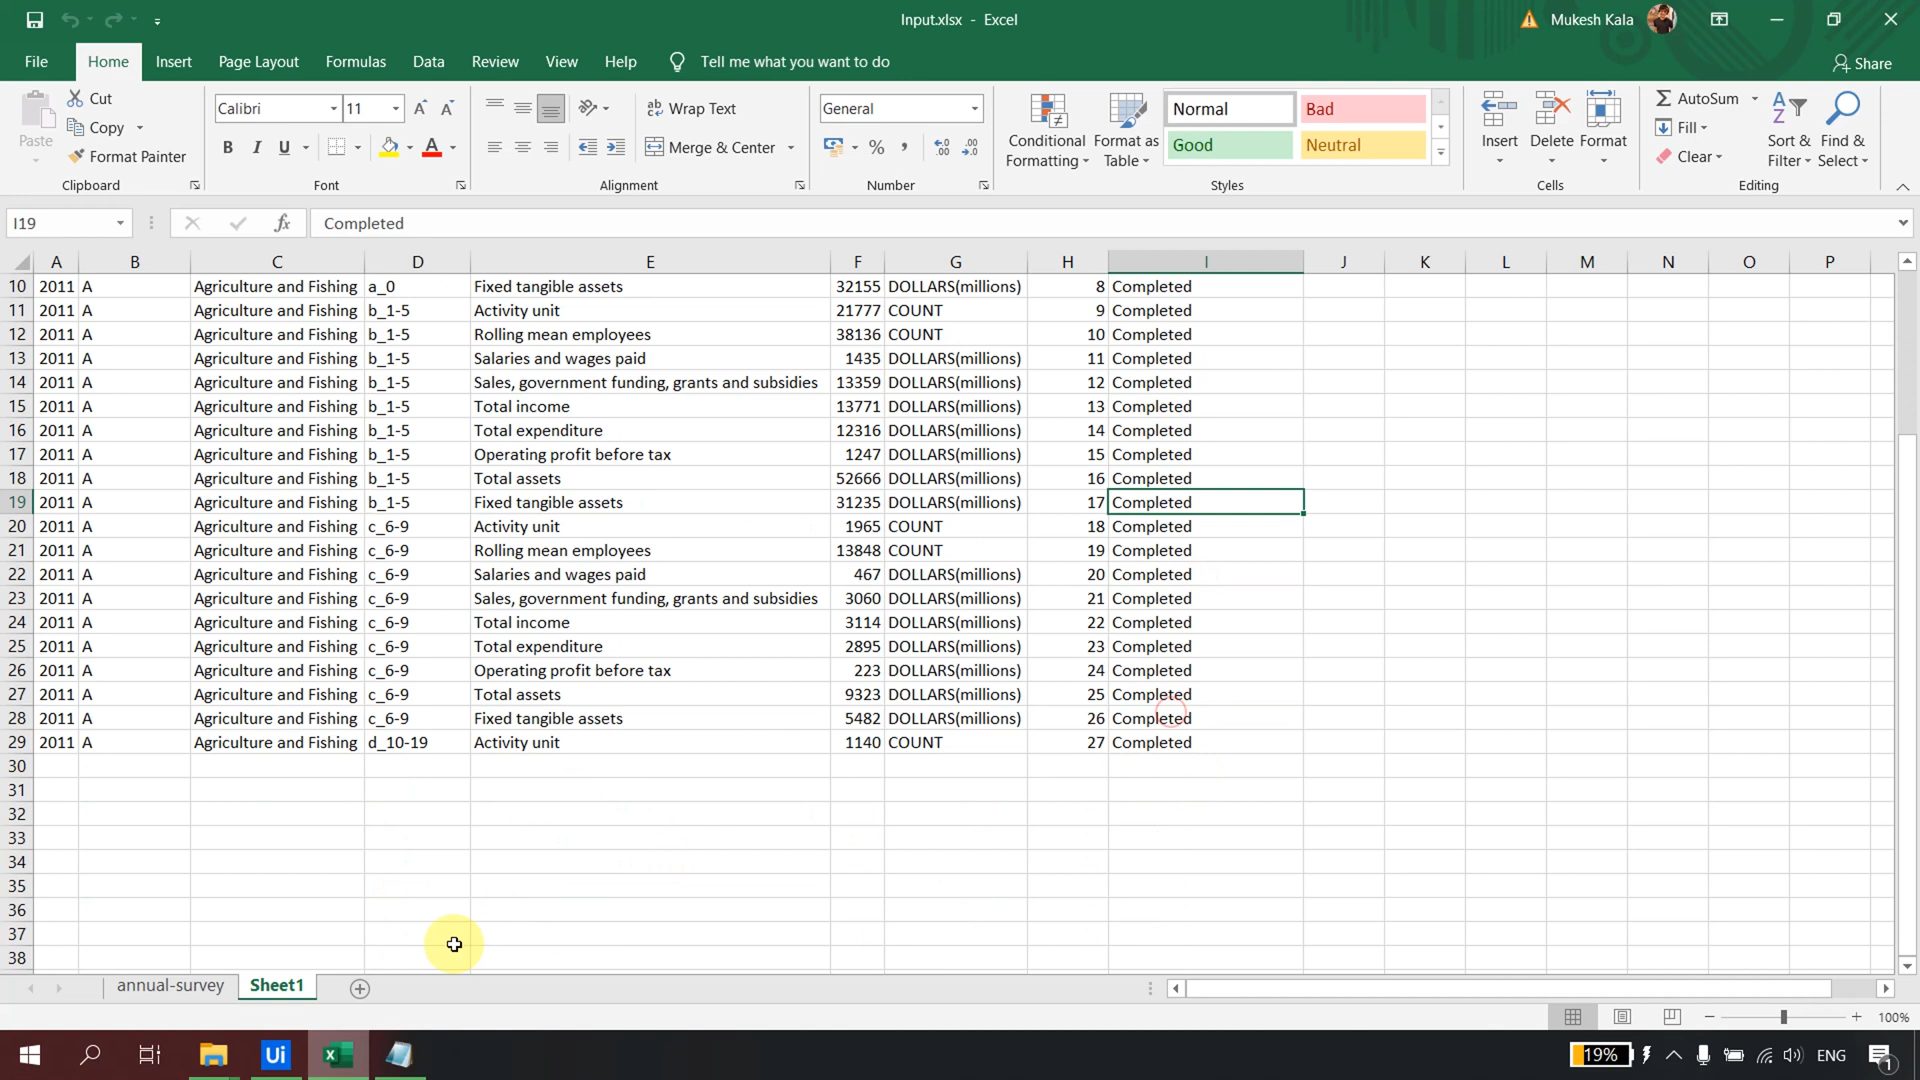 Input.xlsx - Excel
Mukesh Kala
File Home Insert Page Layout Formulas Data Review View Help Tell me what you want to do Share
Paste
Cut
Copy
Format Painter
Clipboard
Calibri 11
B I U A
Font
Wrap Text
Merge & Center
Alignment
General
%
Number
Conditional Formatting
Format as Table
Normal Bad
Good Neutral
Styles
Insert Delete Format
Cells
AutoSum
Fill
Clear
Sort & Filter
Find & Select
Editing
I19 fx Completed
A B C D E F G H I J K L M N O P
10 2011 A Agriculture and Fishing a_0 Fixed tangible assets 32155 DOLLARS(millions) 8 Completed
11 2011 A Agriculture and Fishing b_1-5 Activity unit 21777 COUNT 9 Completed
12 2011 A Agriculture and Fishing b_1-5 Rolling mean employees 38136 COUNT 10 Completed
13 2011 A Agriculture and Fishing b_1-5 Salaries and wages paid 1435 DOLLARS(millions) 11 Completed
14 2011 A Agriculture and Fishing b_1-5 Sales, government funding, grants and subsidies 13359 DOLLARS(millions) 12 Completed
15 2011 A Agriculture and Fishing b_1-5 Total income 13771 DOLLARS(millions) 13 Completed
16 2011 A Agriculture and Fishing b_1-5 Total expenditure 12316 DOLLARS(millions) 14 Completed
17 2011 A Agriculture and Fishing b_1-5 Operating profit before tax 1247 DOLLARS(millions) 15 Completed
18 2011 A Agriculture and Fishing b_1-5 Total assets 52666 DOLLARS(millions) 16 Completed
19 2011 A Agriculture and Fishing b_1-5 Fixed tangible assets 31235 DOLLARS(millions) 17 Completed
20 2011 A Agriculture and Fishing c_6-9 Activity unit 1965 COUNT 18 Completed
21 2011 A Agriculture and Fishing c_6-9 Rolling mean employees 13848 COUNT 19 Completed
22 2011 A Agriculture and Fishing c_6-9 Salaries and wages paid 467 DOLLARS(millions) 20 Completed
23 2011 A Agriculture and Fishing c_6-9 Sales, government funding, grants and subsidies 3060 DOLLARS(millions) 21 Completed
24 2011 A Agriculture and Fishing c_6-9 Total income 3114 DOLLARS(millions) 22 Completed
25 2011 A Agriculture and Fishing c_6-9 Total expenditure 2895 DOLLARS(millions) 23 Completed
26 2011 A Agriculture and Fishing c_6-9 Operating profit before tax 223 DOLLARS(millions) 24 Completed
27 2011 A Agriculture and Fishing c_6-9 Total assets 9323 DOLLARS(millions) 25 Completed
28 2011 A Agriculture and Fishing c_6-9 Fixed tangible assets 5482 DOLLARS(millions) 26 Completed
29 2011 A Agriculture and Fishing d_10-19 Activity unit 1140 COUNT 27 Completed
30
31
32
33
34
35
36
37
38
annual-survey Sheet1
100%
Ui 19% ENG 1